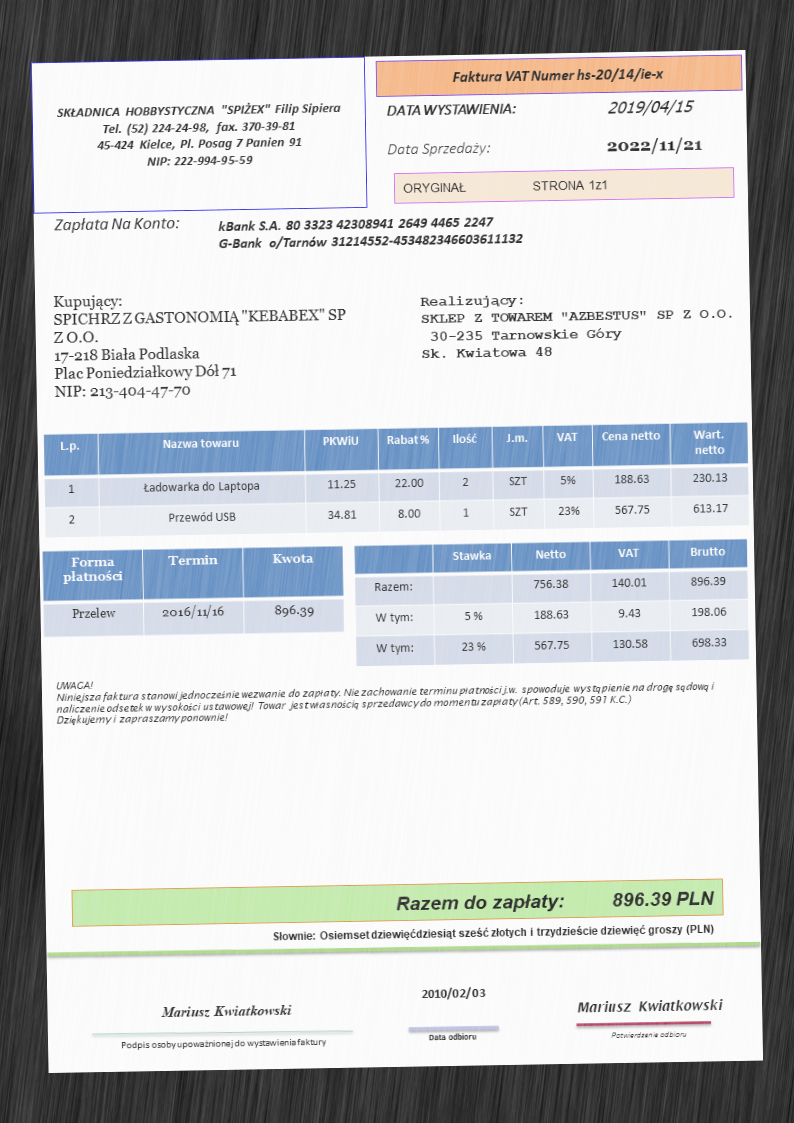 SKŁADNICA HOBBYSTYCZNA "SPIŻEX" Filip Sipiera
Tel. (52) 224-24-98, fax. 370-39-81
45-424 Kielce, Pl. Posag 7 Panien 91
NIP: 222-994-95-59
Faktura VAT Numer hs-20/14/ie-x
DATA WYSTAWIENIA: 2019/04/15
Data Sprzedaży: 2022/11/21
ORYGINAŁ STRONA 1z1
Zapłata Na Konto: kBank S.A. 80 3323 42308941 2649 4465 2247
G-Bank o/Tarnów 31214552-453482346603611132
Kupujący:
SPICHRZ Z GASTONOMIĄ "KEBABEX" SP
Z O.O.
17-218 Biała Podlaska
Plac Poniedziałkowy Dół 71
NIP: 213-404-47-70
Realizujący:
SKLEP Z TOWAREM "AZBESTUS" SP Z O.O.
30-235 Tarnowskie Góry
Sk. Kwiatowa 48
L.p. Nazwa towaru PKWiU Rabat % Ilość J.m. VAT Cena netto Wart. netto
1 Ładowarka do Laptopa 11.25 22.00 2 SZT 5% 188.63 230.13
2 Przewód USB 34.81 8.00 1 SZT 23% 567.75 613.17
Forma płatności Termin Kwota
Przelew 2016/11/16 896.39
Stawka Netto VAT Brutto
Razem: 756.38 140.01 896.39
W tym: 5 % 188.63 9.43 198.06
W tym: 23 % 567.75 130.58 698.33
UWAGA!
Niniejsza faktura stanowi jednocześnie wezwanie do zapłaty. Nie zachowanie terminu płatności j.w. spowoduje wystąpienie na drogę sądową i
naliczenie odsetek w wysokości ustawowej! Towar jest własnością sprzedawcy do momentu zapłaty (Art. 589, 590, 591 K.C.)
Dziękujemy i zapraszamy ponownie!
Razem do zapłaty: 896.39 PLN
Słownie: Osiemset dziewięćdziesiąt sześć złotych i trzydzieście dziewięć groszy (PLN)
Mariusz Kwiatkowski
Podpis osoby upoważnionej do wystawienia faktury
2010/02/03
Data odbioru
Mariusz Kwiatkowski
Potwierdzenie odbioru